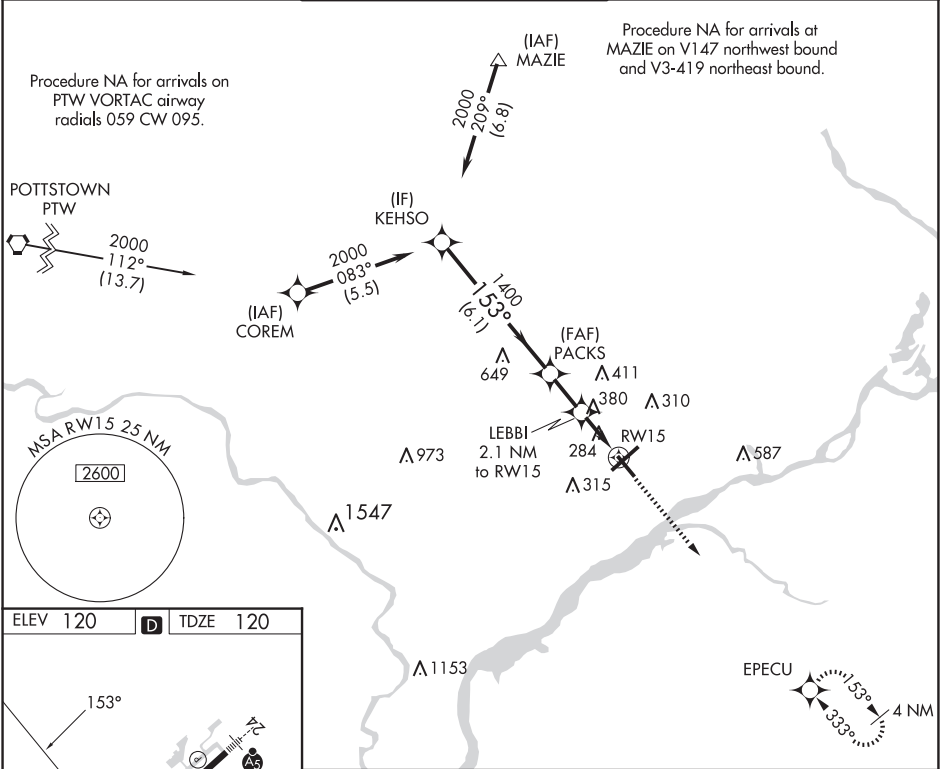 Procedure NA for arrivals on
PTW VORTAC airway
radials 059 CW 095.
(IAF)
MAZIE
Procedure NA for arrivals at
MAZIE on V147 northwest bound
and V3-419 northeast bound.
2000
209°
(6.8)
POTTSTOWN
PTW
2000
112°
(13.7)
(IF)
KEHSO
2000
083°
(5.5)
(IAF)
COREM
1400
153°
(6.1)
(FAF)
PACKS
649
411
380
310
LEBBI
2.1 NM
to RW15
284
RW15
587
315
973
1547
MSA RW15 25 NM
2600
1153
EPECU
153°
333°
4 NM
ELEV 120
D
TDZE 120
153°
24
A5